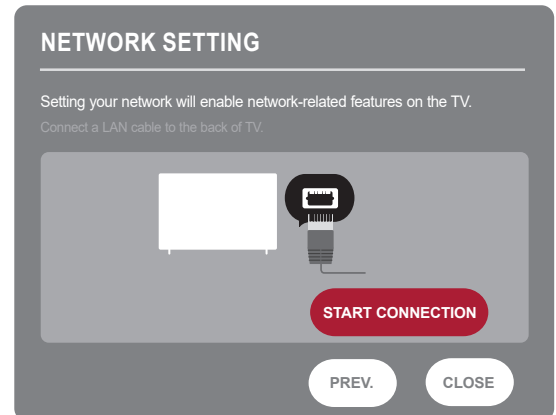 NETWORK SETTING
Setting your network will enable network-related features on the TV.
Connect a LAN cable to the back of TV.
START CONNECTION
PREV.
CLOSE